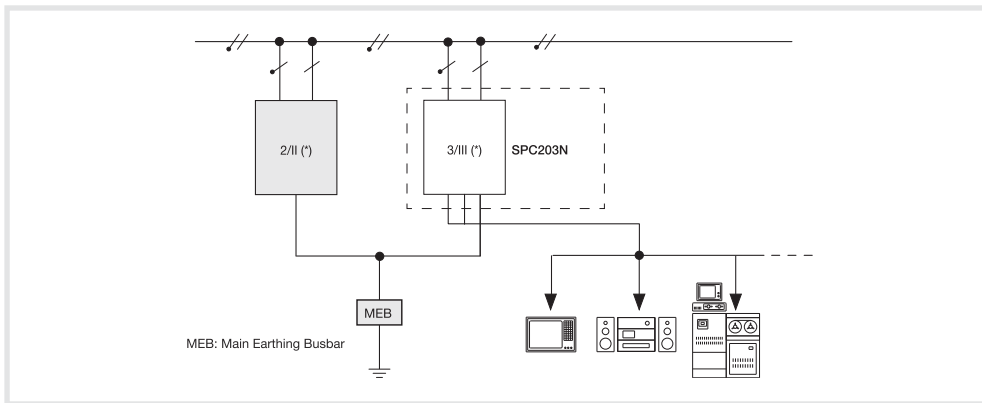 2/II (*)
3/III (*)
SPC203N
MEB
MEB: Main Earthing Busbar